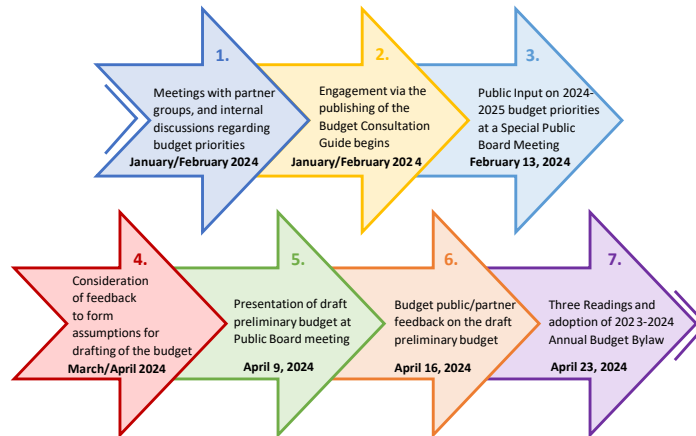 1.
Meetings with partner
groups, and internal
discussions regarding
budget priorities
January/February 2024
2.
Engagement via the
publishing of the
Budget Consultation
Guide begins
January/February 2024
3.
Public Input on 2024-
2025 budget priorities
at a Special Public
Board Meeting
February 13, 2024
4.
Consideration
of feedback
to form
assumptions for
drafting of the budget
March/April 2024
5.
Presentation of draft
preliminary budget at
Public Board meeting
April 9, 2024
6.
Budget public/partner
feedback on the draft
preliminary budget
April 16, 2024
7.
Three Readings and
adoption of 2023-2024
Annual Budget Bylaw
April 23, 2024